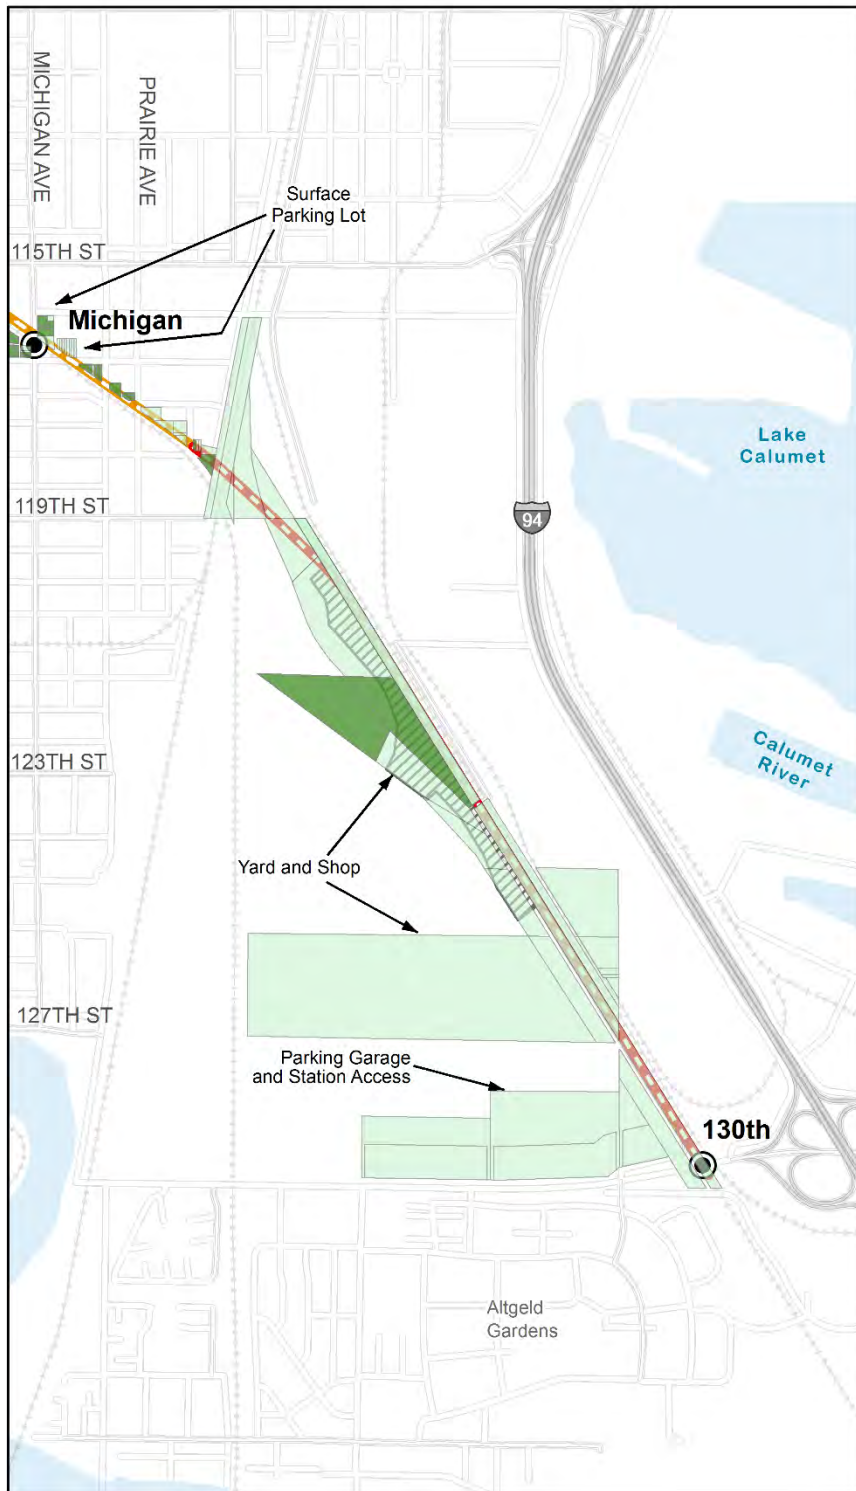 MICHIGAN AVE
PRAIRIE AVE
Surface
Parking Lot
115TH ST
Michigan
Lake
Calumet
119TH ST
94
Calumet
River
123TH ST
Yard and Shop
127TH ST
Parking Garage
and Station Access
130th
Altgeld
Gardens